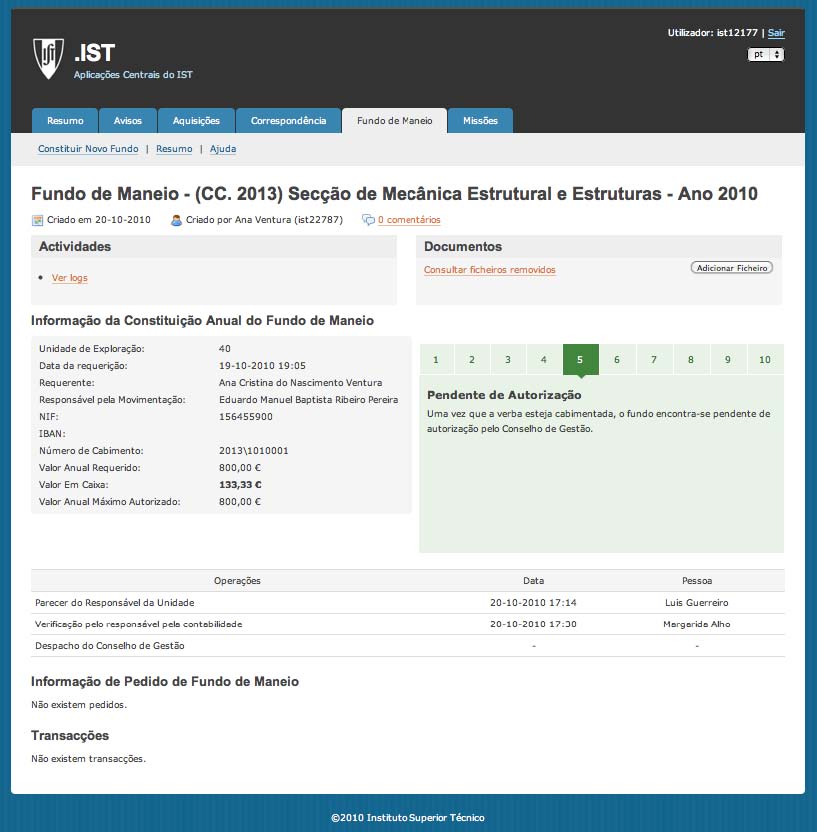 Utilizador: ist12177 | Sair
.IST
pt
Aplicações Centrais do IST
Resumo Avisos Aquisições Correspondência Fundo de Maneio Missões
Constituir Novo Fundo | Resumo | Ajuda
Fundo de Maneio - (CC. 2013) Secção de Mecânica Estrutural e Estruturas - Ano 2010
Criado em 20-10-2010 Criado por Ana Ventura (ist22787) 0 comentários
Actividades
• Ver logs
Documentos
Consultar ficheiros removidos Adicionar Ficheiro
Informação da Constituição Anual do Fundo de Maneio
Unidade de Exploração: 40
Data da requerição: 19-10-2010 19:05
Requerente: Ana Cristina do Nascimento Ventura
Responsável pela Movimentação: Eduardo Manuel Baptista Ribeiro Pereira
NIF: 156455900
IBAN:
Número de Cabimento: 2013\1010001
Valor Anual Requerido: 800,00 €
Valor Em Caixa: 133,33 €
Valor Anual Máximo Autorizado: 800,00 €
1 2 3 4 5 6 7 8 9 10
Pendente de Autorização
Uma vez que a verba esteja cabimentada, o fundo encontra-se pendente de
autorização pelo Conselho de Gestão.
Operações Data Pessoa
Parecer do Responsável da Unidade 20-10-2010 17:14 Luis Guerreiro
Verificação pelo responsável pela contabilidade 20-10-2010 17:30 Margarida Alho
Despacho do Conselho de Gestão - -
Informação de Pedido de Fundo de Maneio
Não existem pedidos.
Transacções
Não existem transacções.
©2010 Instituto Superior Técnico